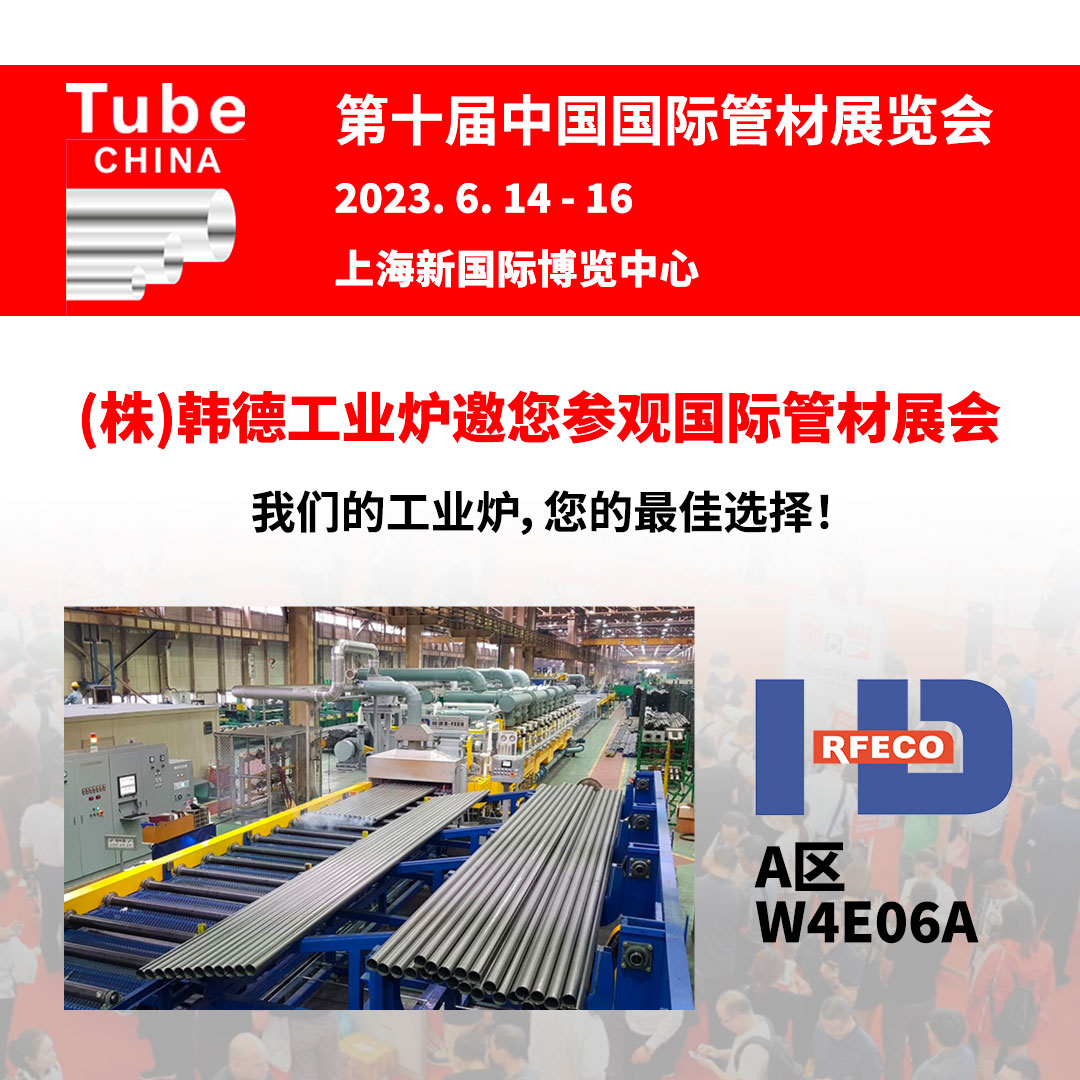 Tube
CHINA
第十届中国国际管材展览会
2023. 6. 14 - 16
上海新国际博览中心
(株)韩德工业炉邀您参观国际管材展会
我们的工业炉, 您的最佳选择!
HD
RFECO
A区
W4E06A